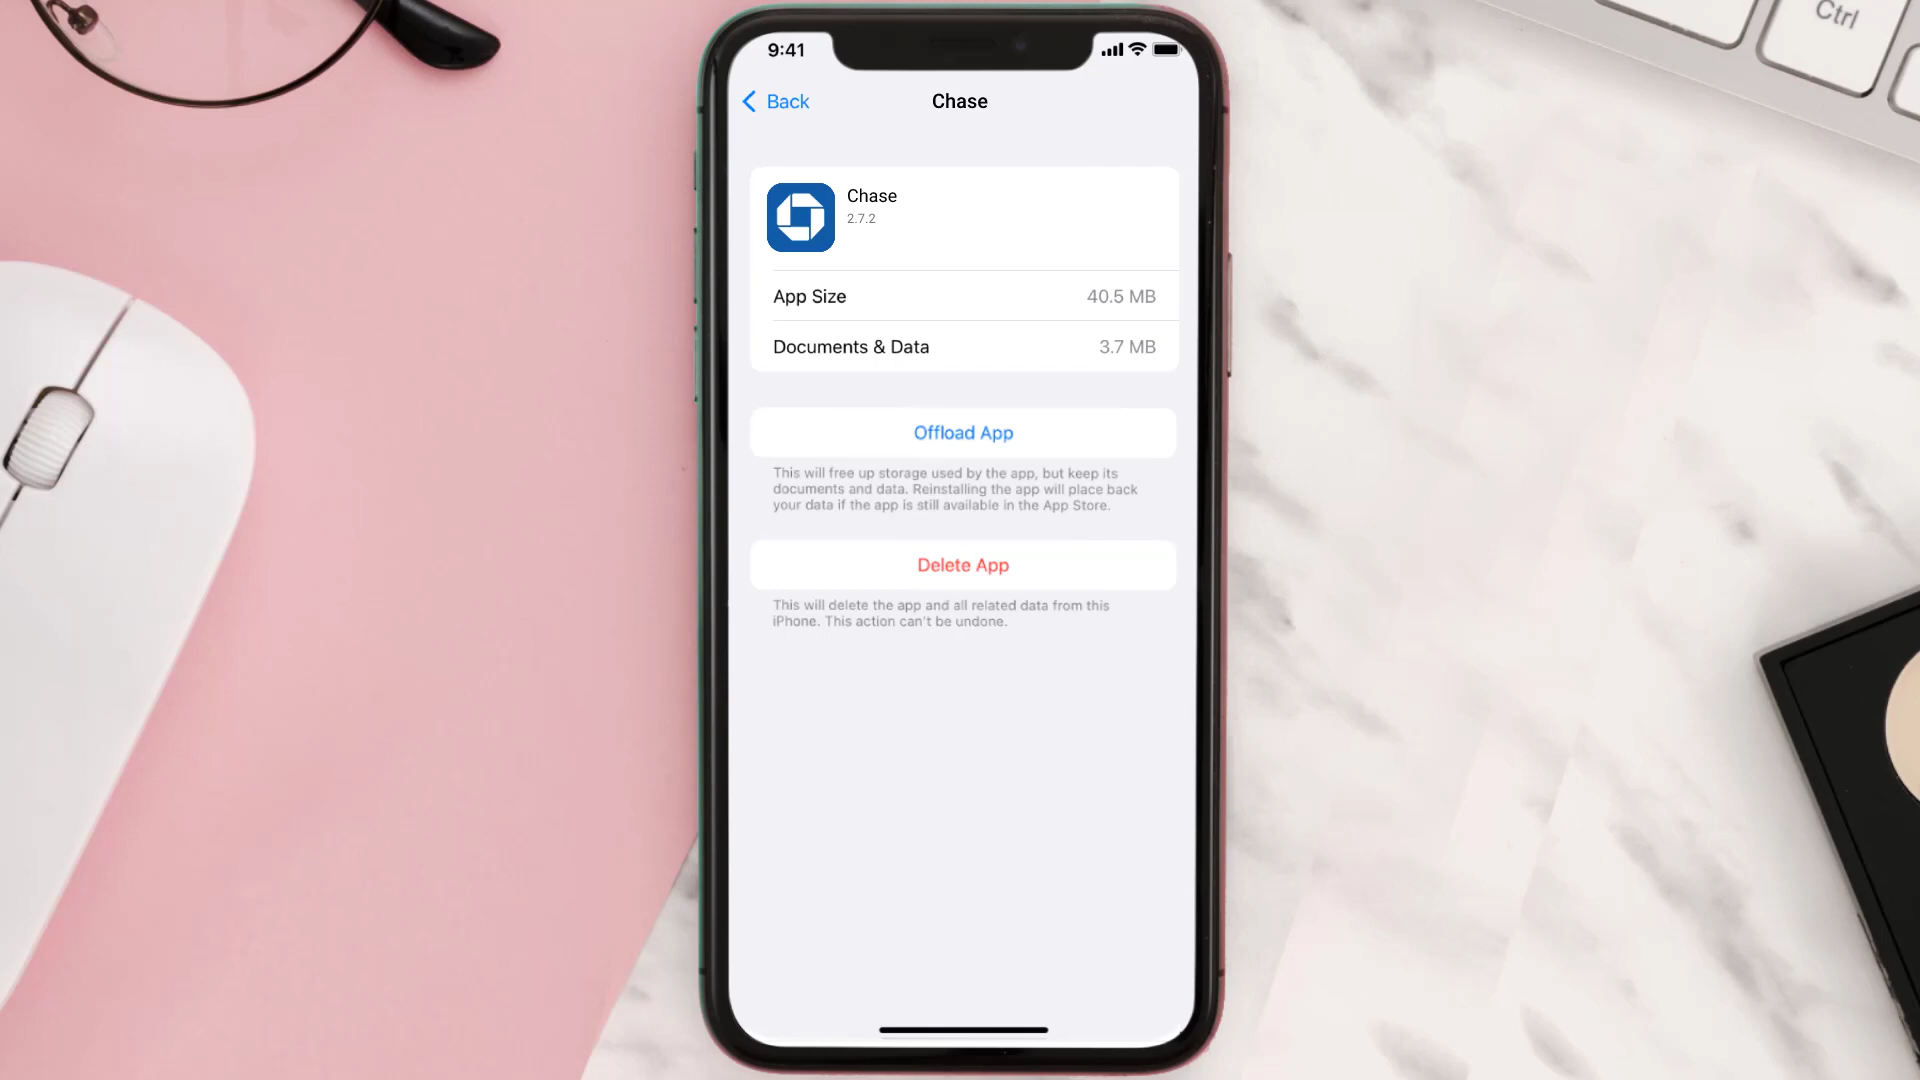 Ctrl
9:41
Back
Chase
Chase
2.7.2
App Size
40.5 MB
Documents & Data
3.7 MB
Offload App
This will free up storage used by the app, but keep its
documents and data. Reinstalling the app will place back
your data if the app is still available in the App Store.
Delete App
This will delete the app and all related data from this
iPhone. This action can't be undone.